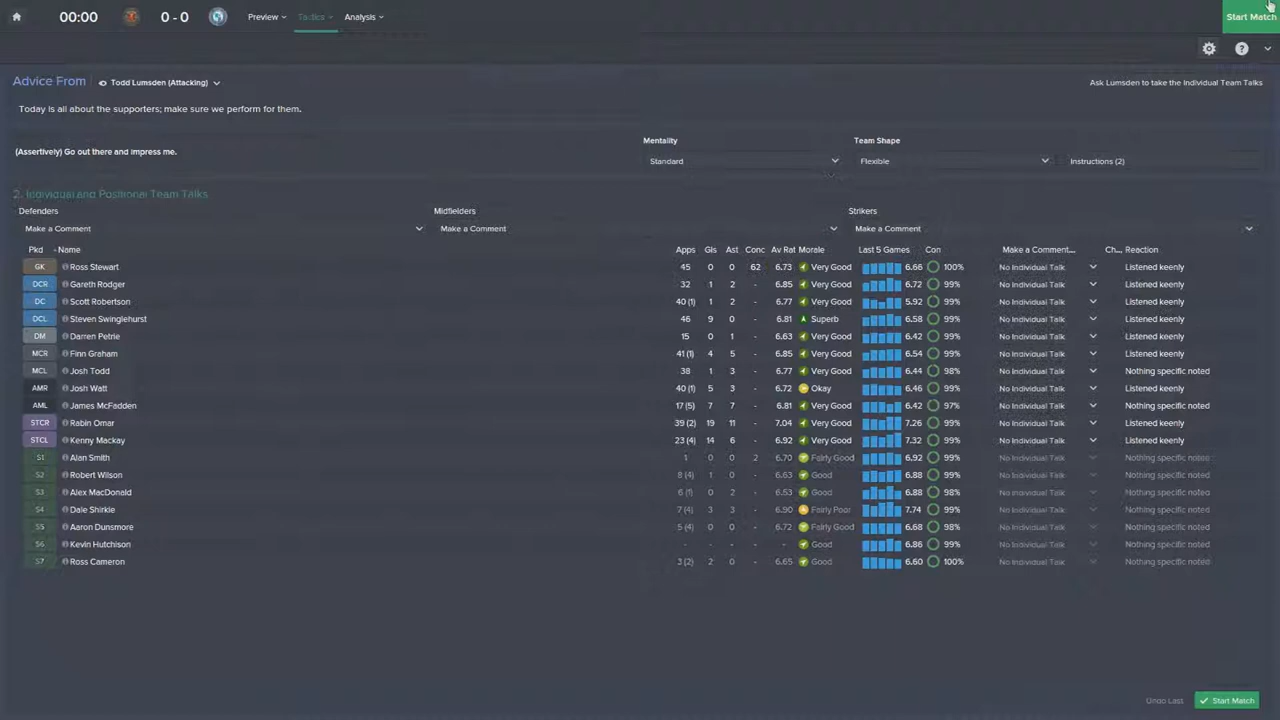 00:00 0 - 0 Preview Tactics Analysis Start Match
Advice From Todd Lumsden (Attacking) Ask Lumsden to take the Individual Team Talks
Today is all about the supporters; make sure we perform for them.
Mentality Team Shape
(Assertively) Go out there and impress me.
Standard Flexible Instructions (2)
2. Individual and Positional Team Talks
Defenders Midfielders Strikers
Make a Comment Make a Comment Make a Comment
Pkd Name Apps Gls Ast Conc Av Rat Morale Last 5 Games Con Make a Comment... Ch... Reaction
GK Ross Stewart 45 0 0 62 6.73 Very Good 6.66 100% No Individual Talk Listened keenly
DCR Gareth Rodger 32 1 2 - 6.85 Very Good 6.72 99% No Individual Talk Listened keenly
DC Scott Robertson 40 (1) 1 2 - 6.77 Very Good 5.92 99% No Individual Talk Listened keenly
DCL Steven Swinglehurst 46 9 0 - 6.81 Superb 6.58 99% No Individual Talk Listened keenly
DM Darren Petrie 15 0 1 - 6.63 Very Good 6.42 99% No Individual Talk Listened keenly
MCR Finn Graham 41 (1) 4 5 - 6.85 Very Good 6.54 99% No Individual Talk Listened keenly
MCL Josh Todd 38 1 3 - 6.77 Very Good 6.44 98% No Individual Talk Nothing specific noted
AMR Josh Watt 40 (1) 5 3 - 6.72 Okay 6.46 99% No Individual Talk Listened keenly
AML James McFadden 17 (5) 7 7 - 6.81 Very Good 6.42 97% No Individual Talk Nothing specific noted
STCR Rabin Omar 39 (2) 19 11 - 7.04 Very Good 7.26 99% No Individual Talk Listened keenly
STCL Kenny Mackay 23 (4) 14 6 - 6.92 Very Good 7.32 99% No Individual Talk Listened keenly
S1 Alan Smith 1 0 0 2 6.70 Fairly Good 6.92 99% No Individual Talk Nothing specific noted
S2 Robert Wilson 8 (4) 1 0 - 6.63 Good 6.88 99% No Individual Talk Nothing specific noted
S3 Alex MacDonald 6 (1) 0 2 - 6.53 Good 6.88 98% No Individual Talk Nothing specific noted
S4 Dale Shirkie 7 (4) 3 3 - 6.90 Fairly Poor 7.74 99% No Individual Talk Nothing specific noted
S5 Aaron Dunsmore 5 (4) 0 0 - 6.72 Fairly Good 6.68 98% No Individual Talk Nothing specific noted
S6 Kevin Hutchison - - - - - Good 6.86 99% No Individual Talk Nothing specific noted
S7 Ross Cameron 3 (2) 2 0 - 6.65 Good 6.60 100% No Individual Talk Nothing specific noted
Undo Last Start Match